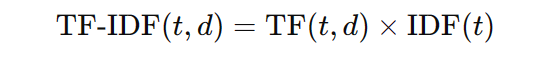 TF-IDF(t, d) = TF(t, d) × IDF(t)